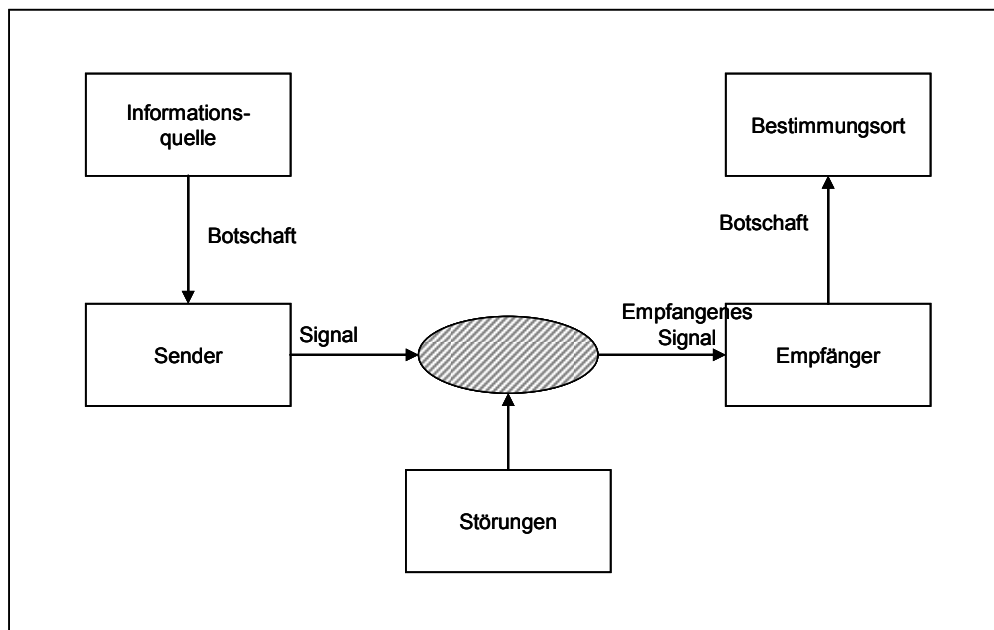 Informations-
quelle
Bestimmungsort
Botschaft
Botschaft
Sender
Signal
Empfangenes
Signal
Empfänger
Störungen